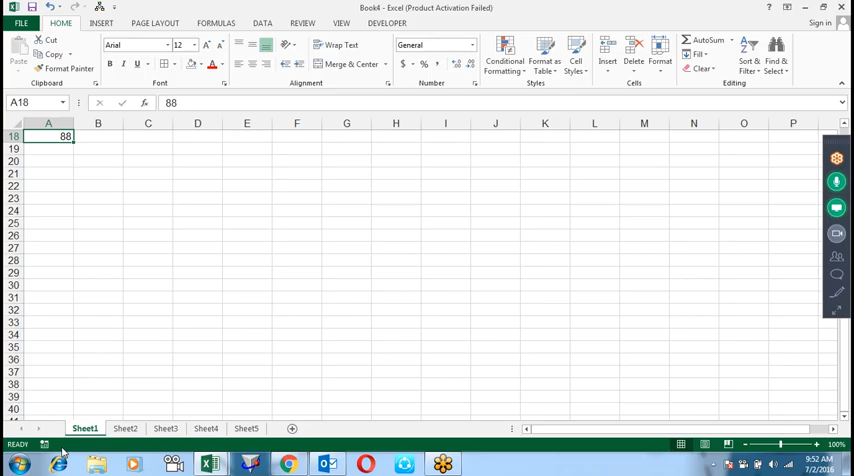 Book4 - Excel (Product Activation Failed)
Sign in
FILE HOME INSERT PAGE LAYOUT FORMULAS DATA REVIEW VIEW DEVELOPER
Paste Cut Copy Format Painter
Clipboard
Arial 12
B I U A
Font
Wrap Text
Merge & Center
Alignment
General
$ % ,
Number
Conditional Formatting Format as Table Cell Styles
Styles
Insert Delete Format
Cells
AutoSum Fill Clear
Sort & Filter Find & Select
Editing
A18 fx 88
A B C D E F G H I J K L M N O P
18 88
19
20
21
22
23
24
25
26
27
28
29
30
31
32
33
34
35
36
37
38
39
40
Sheet1 Sheet2 Sheet3 Sheet4 Sheet5
READY 100%
9:52 AM
7/2/2016